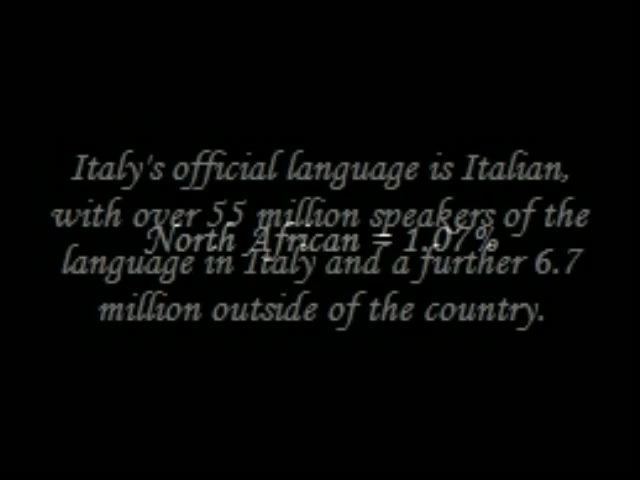 Italy's official language is Italian,
with over 55 million speakers of the
North African = 1.07%
language in Italy and a further 6.7
million outside of the country.